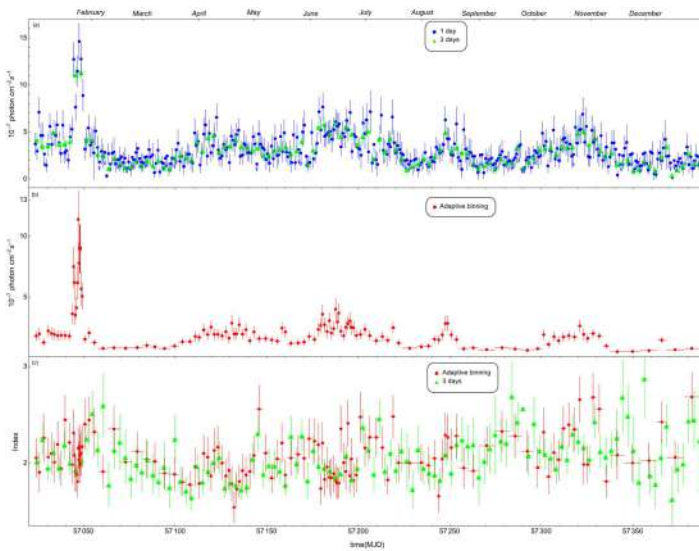 February March April May June July August September October November December
(a)
1 day
3 days
15
10
5
0
10⁻⁷ photon cm⁻² s⁻¹
(b)
Adaptive binning
13
10
5
10⁻⁷ photon cm⁻² s⁻¹
(c)
Adaptive binning
3 days
3
2
Index
57 050 57 100 57 150 57 200 57 250 57 300 57 350
time(MJD)